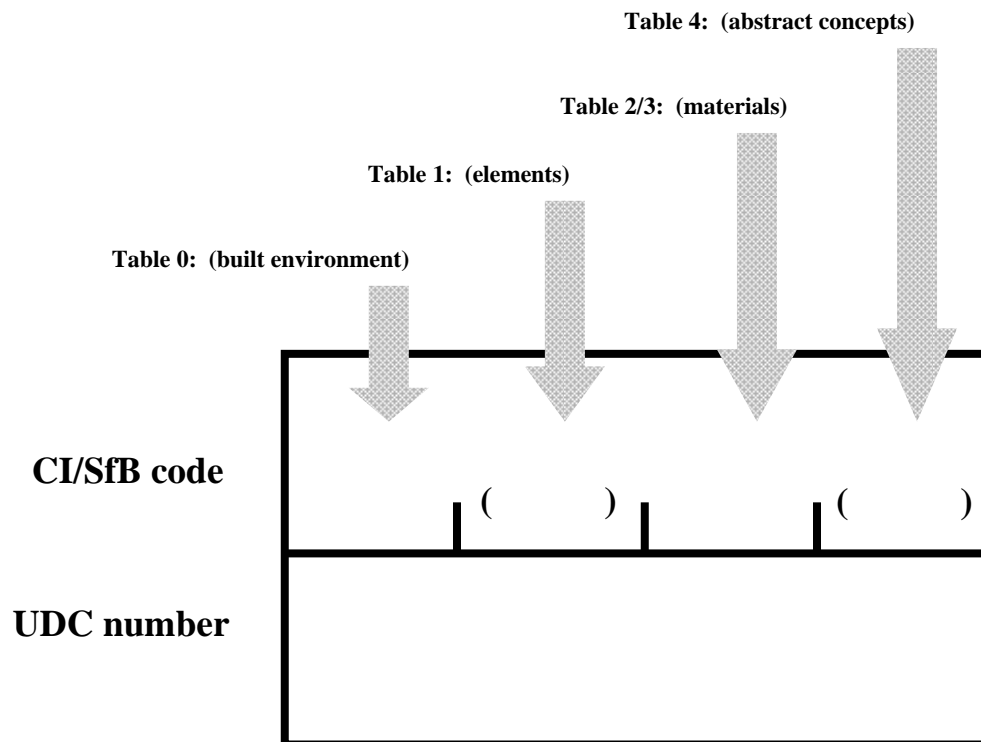 Table 4: (abstract concepts)
Table 2/3: (materials)
Table 1: (elements)
Table 0: (built environment)
CI/SfB code
( ) ( )
UDC number